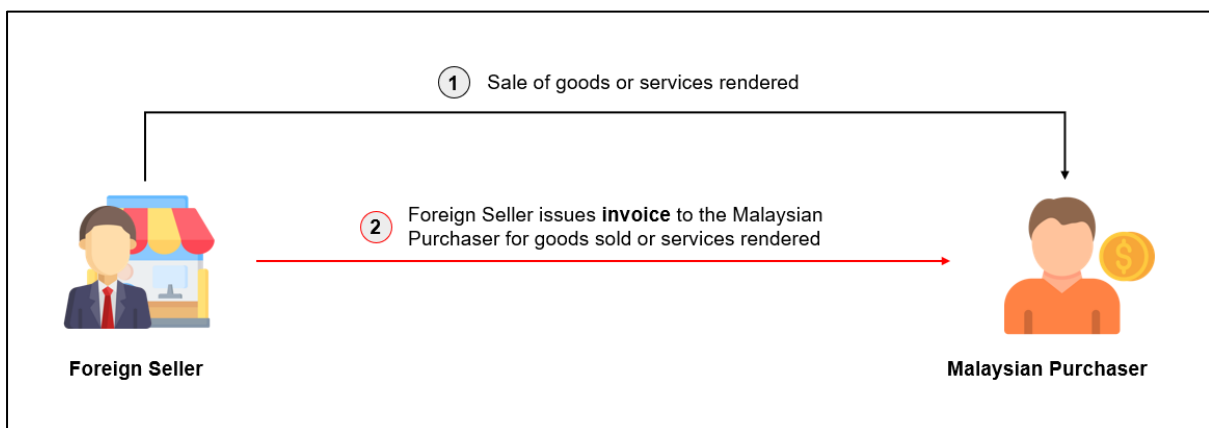 1 Sale of goods or services rendered
2 Foreign Seller issues invoice to the Malaysian
Purchaser for goods sold or services rendered
$
Foreign Seller
Malaysian Purchaser